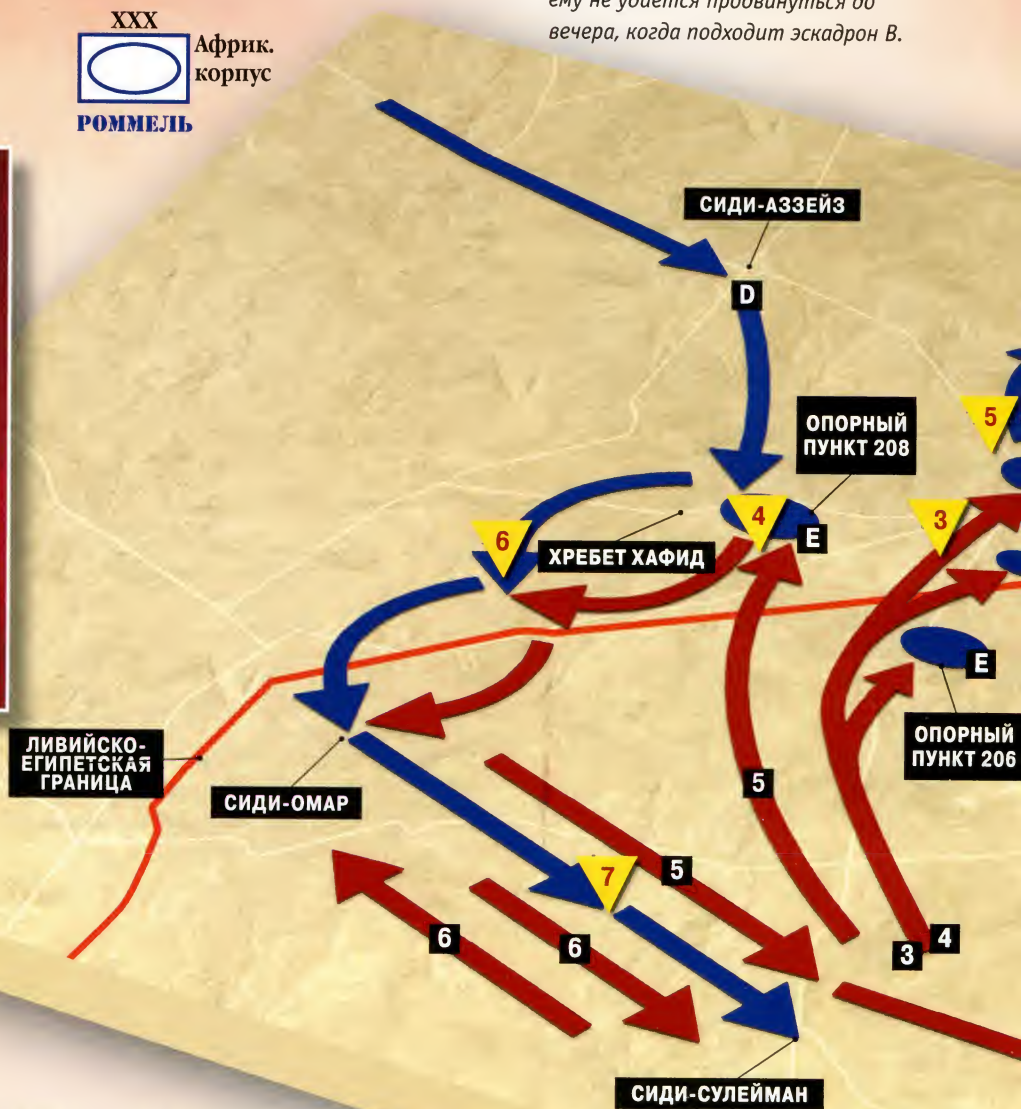 ему не удается продвинуться до
вечера, когда подходит эскадрон В.
XXX
Африк.
корпус
РОММЕЛЬ
СИДИ-АЗЗЕЙЗ
D
ОПОРНЫЙ
ПУНКТ 208
5
3
4
E
6
ХРЕБЕТ ХАФИД
E
ОПОРНЫЙ
ПУНКТ 206
ЛИВИЙСКО-
ЕГИПЕТСКАЯ
ГРАНИЦА
СИДИ-ОМАР
5
7
5
6
6
3
4
СИДИ-СУЛЕЙМАН